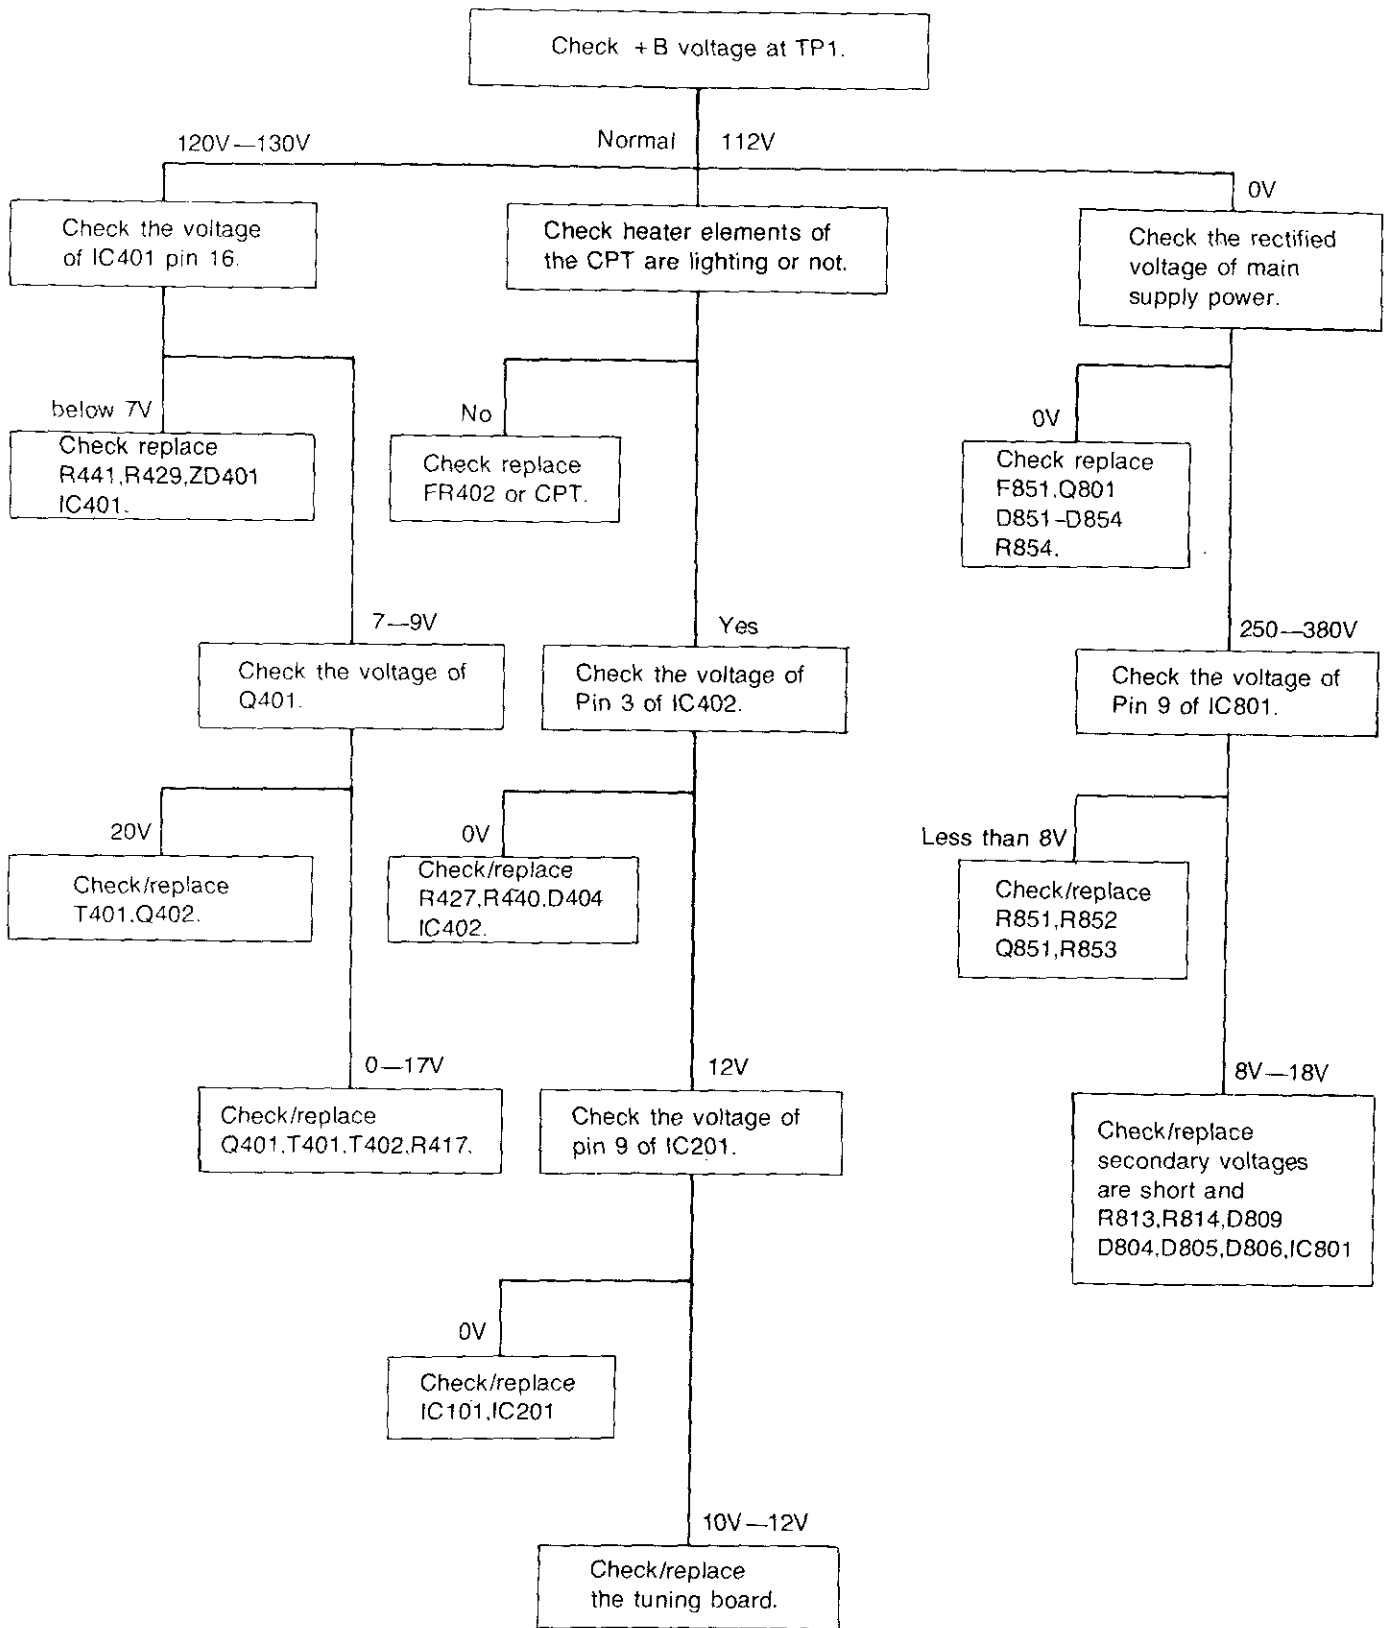 Check +B voltage at TP1.
120V—130V
Normal
112V
0V
Check the voltage
of IC401 pin 16.
Check heater elements of
the CPT are lighting or not.
Check the rectified
voltage of main
supply power.
below 7V
Check replace
R441,R429,ZD401
IC401.
No
Check replace
FR402 or CPT.
0V
Check replace
F851,Q801
D851-D854
R854.
7—9V
Check the voltage of
Q401.
Yes
Check the voltage of
Pin 3 of IC402.
250—380V
Check the voltage of
Pin 9 of IC801.
20V
Check/replace
T401,Q402.
0V
Check/replace
R427,R440,D404
IC402.
Less than 8V
Check/replace
R851,R852
Q851,R853
0—17V
Check/replace
Q401,T401,T402,R417.
12V
Check the voltage of
pin 9 of IC201.
8V—18V
Check/replace
secondary voltages
are short and
R813,R814,D809
D804,D805,D806,IC801
0V
Check/replace
IC101,IC201
10V—12V
Check/replace
the tuning board.